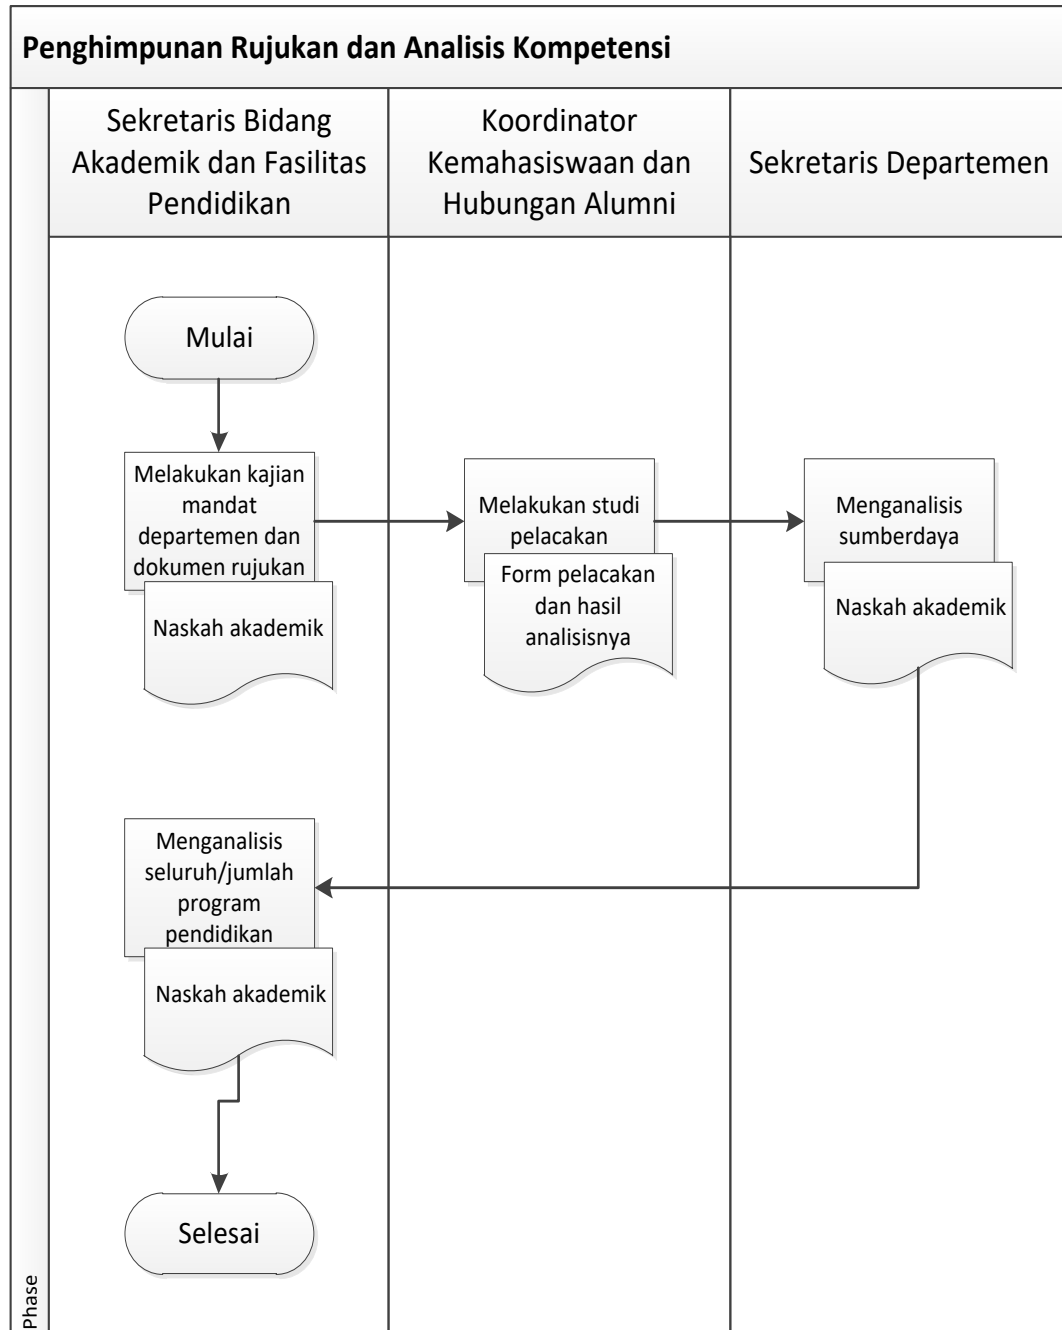 Penghimpunan Rujukan dan Analisis Kompetensi
Sekretaris Bidang
Akademik dan Fasilitas
Pendidikan
Koordinator
Kemahasiswaan dan
Hubungan Alumni
Sekretaris Departemen
Mulai
Melakukan kajian
mandat
departemen dan
dokumen rujukan
Naskah akademik
Melakukan studi
pelacakan
Form pelacakan
dan hasil
analisisnya
Menganalisis
sumberdaya
Naskah akademik
Menganalisis
seluruh/jumlah
program
pendidikan
Naskah akademik
Selesai
Phase